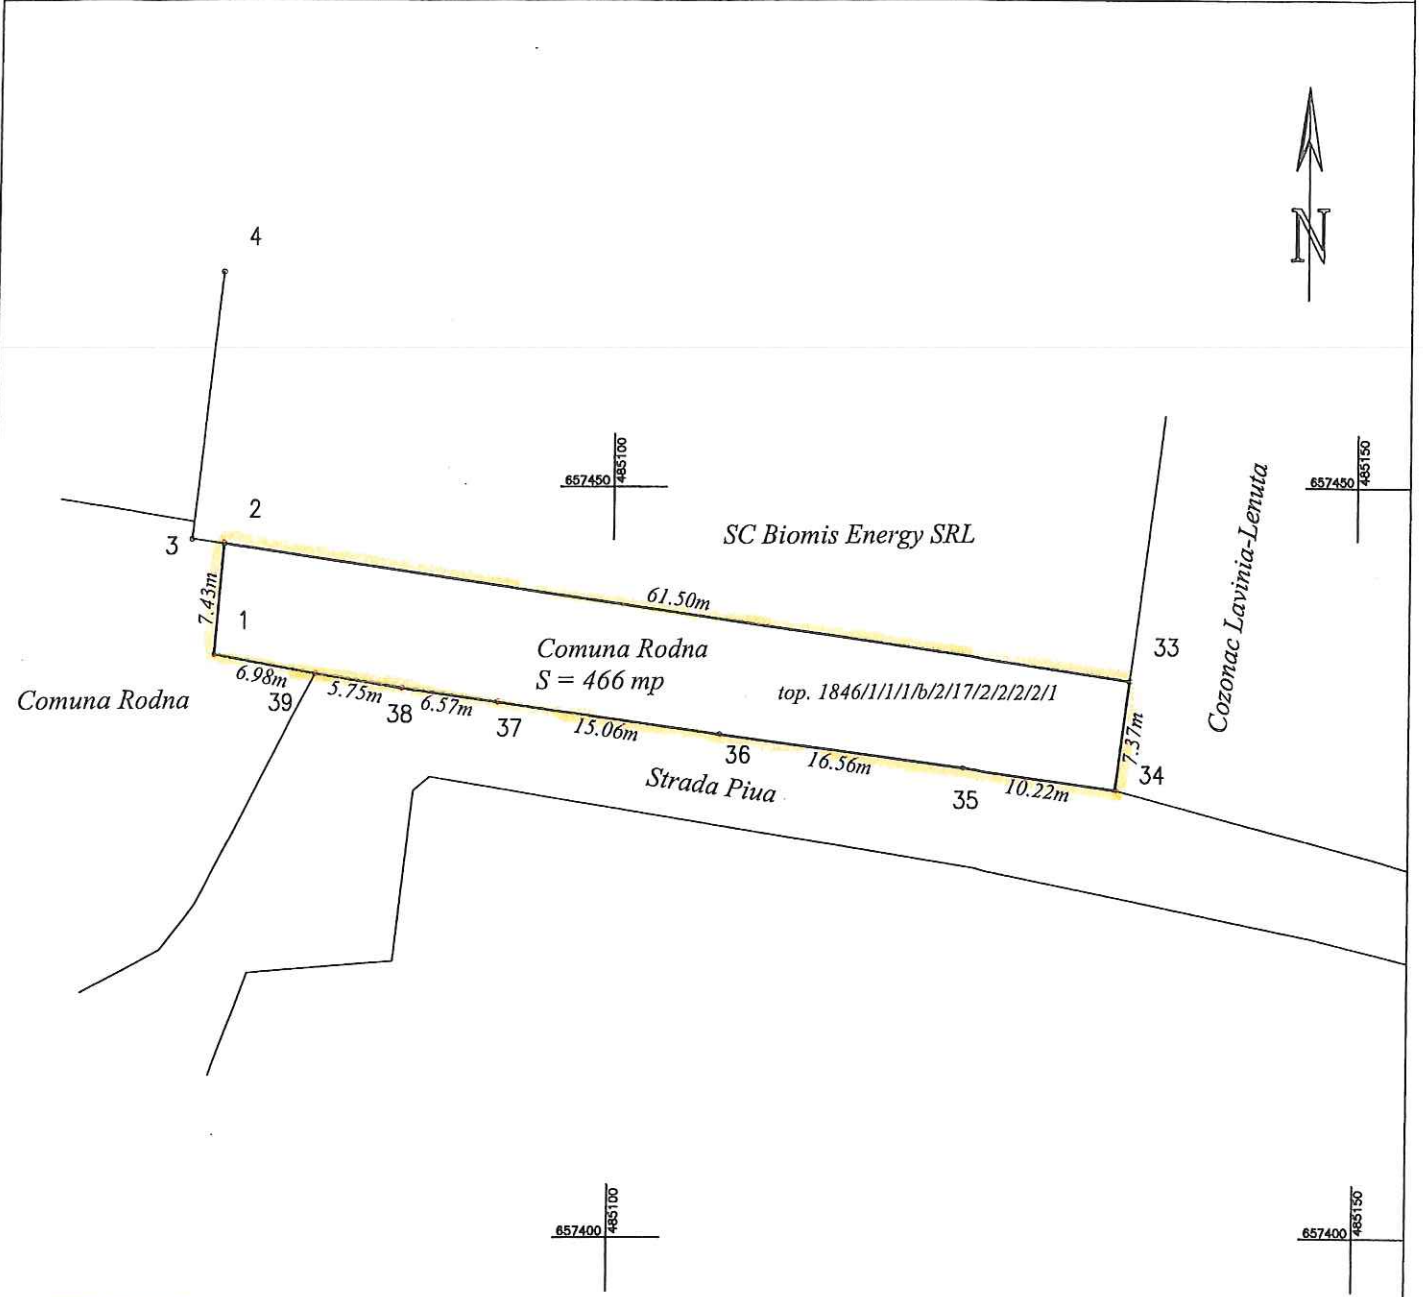 4
N
657450
485100
657450
485150
2
3
SC Biomis Energy SRL
Cozonac Lavinia-Lenuta
61.50m
7.43m
1
33
Comuna Rodna
S = 466 mp
top. 1846/1/1/1/b/2/17/2/2/2/2/1
6.98m
5.75m
6.57m
Comuna Rodna
39
38
37
15.06m
36
16.56m
7.37m
34
35
10.22m
Strada Piua
657400
485100
657400
485150